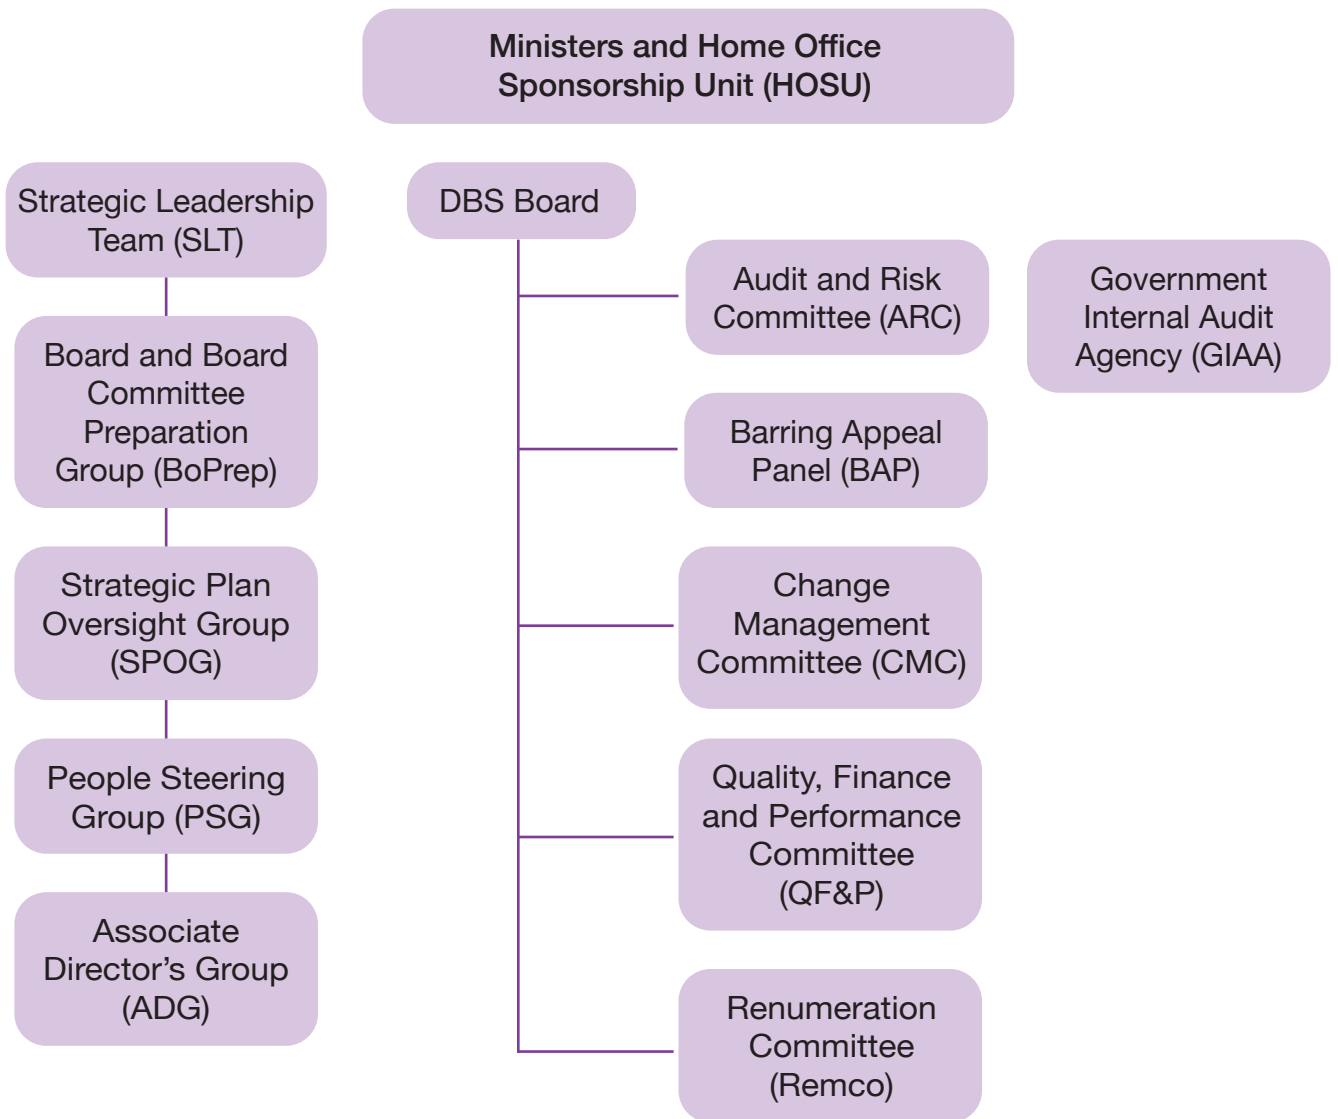 Ministers and Home Office
Sponsorship Unit (HOSU)
Strategic Leadership
Team (SLT)
Board and Board
Committee
Preparation
Group (BoPrep)
Strategic Plan
Oversight Group
(SPOG)
People Steering
Group (PSG)
Associate
Director’s Group
(ADG)
DBS Board
Audit and Risk
Committee (ARC)
Barring Appeal
Panel (BAP)
Change
Management
Committee (CMC)
Quality, Finance
and Performance
Committee
(QF&P)
Renumeration
Committee
(Remco)
Government
Internal Audit
Agency (GIAA)